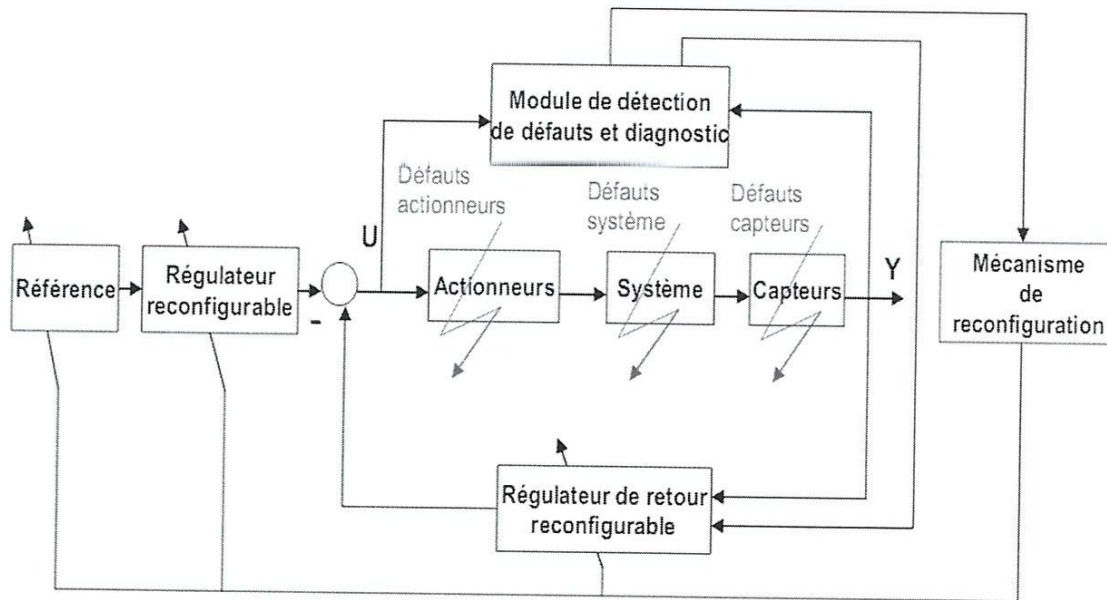 Module de détection
de défauts et diagnostic
Défauts
actionneurs
Défauts
système
Défauts
capteurs
U
Y
Référence
Régulateur
reconfigurable
-
Actionneurs
Système
Capteurs
Mécanisme
de
reconfiguration
Régulateur de retour
reconfigurable